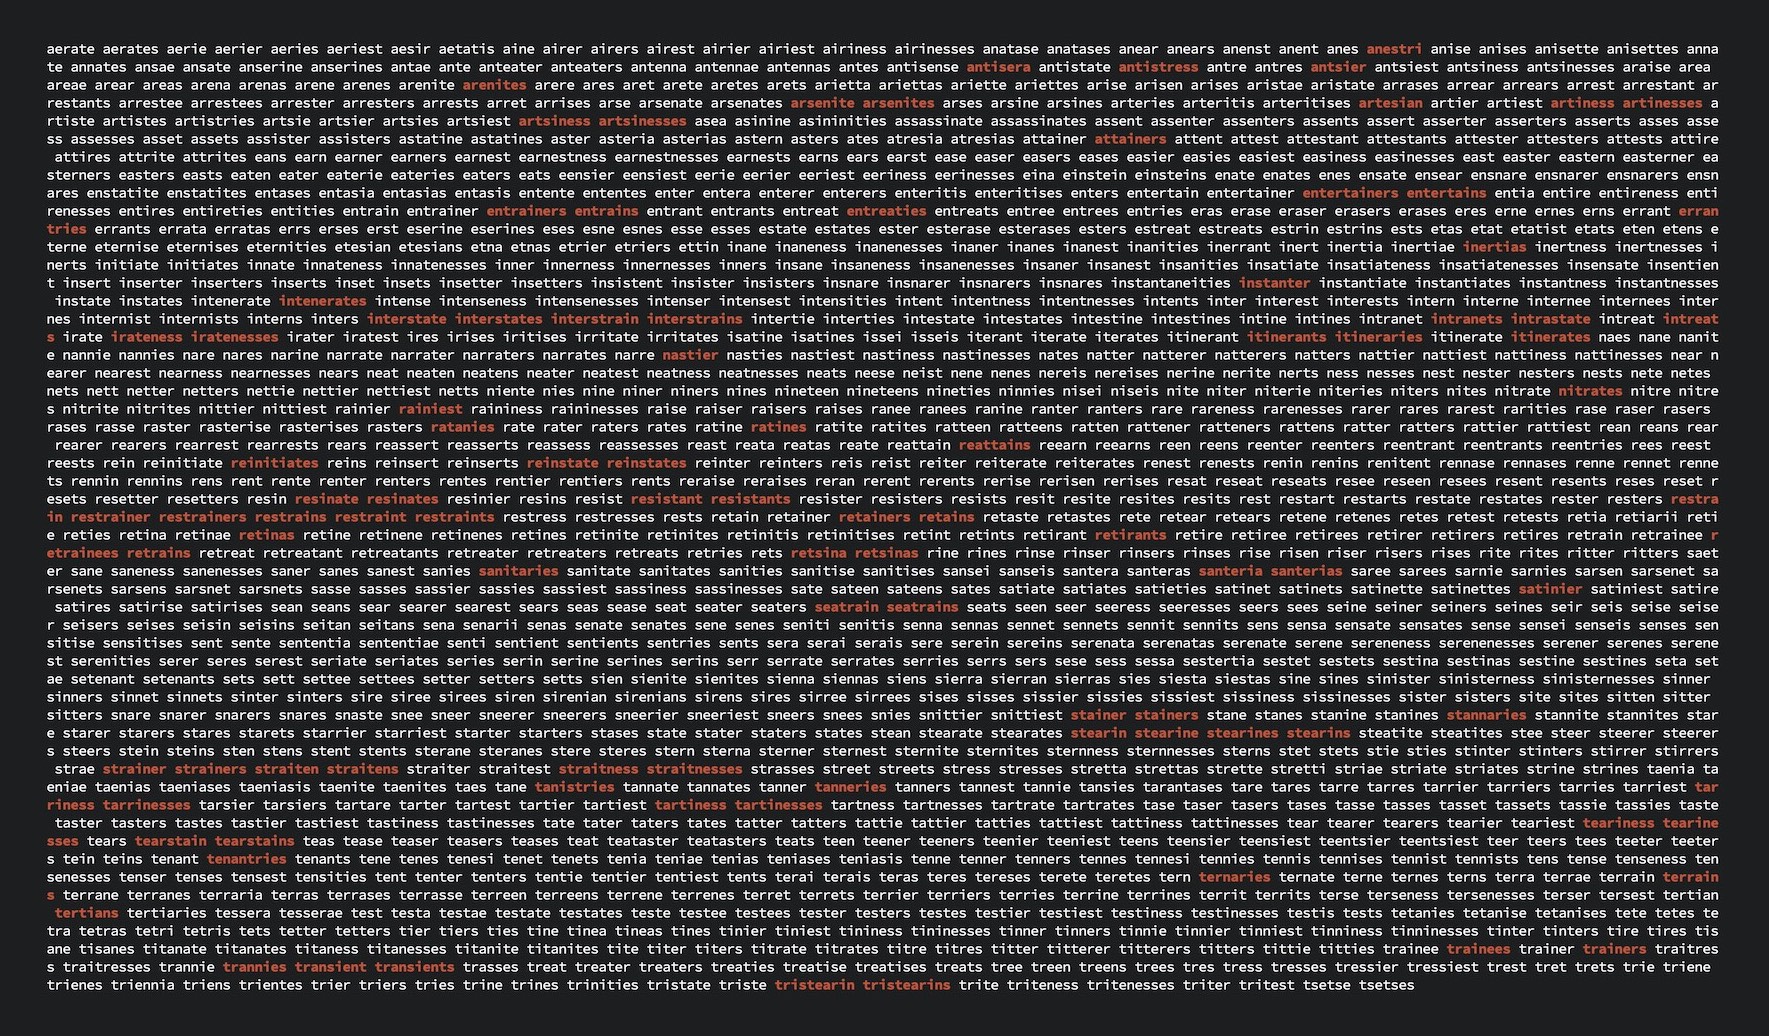 aerate aerates aerie aerier aeries aeriest aesir aetatis aine airer airers airest airier airiest airiness airinesses anatase anatases anear anears anenst anent anes anestri anise anises anisette anisettes anna
te annates ansae ansate anserine anserines antae ante anteater anteaters antenna antennae antennas antes antisense antisera antistate antistress antre antres antsier antsiest antsiness antsinesses araise area
areae arear areas arena arenas arene arenes arenite arenites arere ares aret arete aretes arets arietta ariettas ariette ariettes arise arisen arises aristae aristate arrases arrear arrears arrest arrestant ar
restants arrestee arrestees arrester arresters arrests arret arrises arse arsenate arsenates arsenite arsenites arses arsine arsines arteries arteritis arteritises artesian artier artiest artiness artinesses a
rtiste artistes artistries artsie artsier artsies artsiest artsiness artsinesses asea asinine asininities assassinate assassinates assent assenter assenters assents assert asserter asserters asserts asses asse
ss assesses asset assets assister assisters astatine astatines aster asteria asterias astern asters ates atresia atresias attainer attainers attent attest attestant attestants attester attesters attests attire
attires attrite attrites eans earn earner earners earnest earnestness earnestnesses earnests earns ears earst ease easer easers eases easier easies easiest easiness easinesses east easter eastern easterner ea
sterners easters easts eaten eater eaterie eateries eaters eats eensier eensiest eerie eerier eeriest eeriness eerinesses eina einstein einsteins enate enates enes ensate ensear ensnare ensnarer ensnarers ensn
ares enstatite enstatites entases entasia entasias entasis entente ententes enter entera enterer enterers enteritis enteritises enters entertain entertainer entertainers entertains entia entire entireness enti
renesses entires entireties entities entrain entrainer entrainers entrains entrant entrants entreat entreaties entreats entree entrees entries eras erase eraser erasers erases eres erne ernes erns errant erran
tries errants errata erratas errs erses erst eserine eserines eses esne esnes esse esses estate estates ester esterase esterases esters estreat estreats estrin estrins ests etas etat etatist etats eten etens e
terne eternise eternises eternities etesian etesians etna etnas etrier etriers ettin inane inaneness inanenesses inaner inanes inanest inanities inerrant inert inertia inertiae inertias inertness inertnesses i
nerts initiate initiates innate innateness innatenesses inner innerness innernesses inners insane insaneness insanenesses insaner insanest insanities insatiate insatiateness insatiatenesses insensate insentien
t insert inserter inserters inserts inset insets insetter insetters insistent insister insisters insnare insnarer insnarers insnares instantaneities instanter instantiate instantiates instantness instantnesses
instate instates intenerate intenerates intense intenseness intensenesses intenser intensest intensities intent intentness intentnesses intents inter interest interests intern interne internee internees inter
nes internist internists interns inters interstate interstates interstrain interstrains intertie interties intestate intestates intestine intestines intine intines intranet intranets intrastate intreat intreat
s irate irateness iratenesses irater iratest ires irises iritises irritate irritates isatine isatines issei isseis iterant iterate iterates itinerant itinerants itineraries itinerate itinerates naes nane nanit
e nannie nannies nare nares narine narrate narrater narraters narrates narre nastier nasties nastiest nastiness nastinesses nates natter natterer natterers natters nattier nattiest nattiness nattinesses near n
earer nearest nearness nearnesses nears neat neaten neatens neater neatest neatness neatnesses neats neese neist nene nenes nereis nereises nerine nerite nerts ness nesses nest nester nesters nests nete netes
nets nett netter netters nettie nettier nettiest netts niente nies nine niner niners nines nineteen nineteens nineties ninnies nisei niseis nite niter niterie niteries niters nites nitrate nitrates nitre nitre
s nitrite nitrites nittier nittiest rainier rainiest raininess raininesses raise raiser raisers raises ranee ranees ranine ranter ranters rare rareness rarenesses rarer rares rarest rarities rase raser rasers
rases rasse raster rasterise rasterises rasters ratanies rate rater raters rates ratine ratines ratite ratites ratteen ratteens ratten rattener ratteners rattens ratter ratters rattier rattiest rean reans rear
rearer rearers rearrest rearrests rears reassert reasserts reassess reassesses reast reata reatas reate reattain reattains reearn reearns reen reens reenter reenters reentrant reentrants reentries rees reest
reests rein reinitiate reinitiates reins reinsert reinserts reinstate reinstates reinter reinters reis reist reiter reiterate reiterates renest renests renin renins renitent rennase rennases renne rennet renne
ts rennin rennins rens rent rente renter renters rentes rentier rentiers rents reraise reraises reran rerent rerents rerise rerisen rerises resat reseat reseats resee reseen resees resent resents reses reset r
esets resetter resetters resin resinate resinates resinier resins resist resistant resistants resister resisters resists resit resite resites resits rest restart restarts restate restates rester resters restra
in restrainer restrainers restrains restraint restraints restress restresses rests retain retainer retainers retains retaste retastes rete retear retears retene retenes retes retest retests retia retiarii reti
e reties retina retinae retinas retine retinene retinenes retines retinite retinites retinitis retinitises retint retints retirant retirants retire retiree retirees retirer retirers retires retrain retrainee r
etrainees retrains retreat retreatant retreatants retreater retreaters retreats retries rets retsina retsinas rine rines rinse rinser rinsers rinses rise risen riser risers rises rite rites ritter ritters saet
er sane saneness sanenesses saner sanes sanest sanies sanitaries sanitate sanitates sanities sanitise sanitises sansei sanseis santera santeras santeria santerias saree sarees sarnie sarnies arsen sarsenet sa
rsenets sarsens sarsnet sarsnets sasse sasses sassier sassies sassiest sassiness sassinesses sate sateen sateens sates satiate satiates satieties satinet satinets satinette satinettes satinier satiniest satire
satires satirise satirises sean seans sear searer searest sears seas sease seat seater seaters seatrain seatrains seats seen seer seeress seeresses seers sees seine seiner seiners seines seir seis seise seise
r seisers seises seisin seisins seitan seitans sena senarii senas senate senates sene senes seniti senitis senna sennas sennet sennets sennit sennits sens sensa sensate sensates sense sensei senseis senses sen
sitise sensitises sent sente sententia sententiae senti sentient sentients sentries sents sera serai serais sere serein sereins serenata serenatas serenate serene sereneness serenenesses serener serenes serene
st serenities serer seres serest seriate seriates series serin serine serines serins serr serrate serrates serries serrs sers sese sess sessa sestertia sestet sestets sestina sestinas sestine sestines seta set
ae setenant setenants sets sett settee settees setter setters setts sien sienite sienites sienna siennas siens sierra sierran sierras sies siesta siestas sine sines sinister sinisterness sinisternesses sinner
sinners sinnet sinnets sinter sinters sire siree sirees siren sirenian sirenians sirens sires sirree sirrees sises sisses sissier sissies sissiest sissiness sissinesses sister sisters site sites sitten sitter
sitters snare snarer snarers snares snaste snee sneer sneerer sneerers sneerier sneeriest sneers snees snies snittier snittiest stainer stainers stane stanes stanine stanines stannaries stannite stannites star
e starer starers stares starets starrier starriest starter starters stases state stater staters states stean stearate stearates stearin stearine stearines stearins steatite steatites stee steer steerer steerer
s steers stein steins sten stens stent stents sterane steranes stere steres stern sterna sterner sternest sternite sternites sternness sternnesses sterns stet stets stie sties stinter stinters stirrer stirrers
strae strainer strainers straiten straitens straiter straitest straitness straitnesses strasses street streets stress stresses stretta strettas strette stretti striae striate striates strine strines taenia ta
eniae taenias taeniases taeniasis taenite taenites taes tane tanistries tannate tannates tanner tanneries tanners tannest tannie tansies tarantases tare tares tarre tarres tarrier tarriers tarries tarriest tar
riness tarrinesses tarsier tarsiers tartare tarter tartest tartier tartiest tartiness tartinesses tartness tartnesses tartrate tartrates tase taser tasers tases tasse tasses tasset tassets tassie tassies taste
taster tasters tastes tastier tastiest tastiness tastinesses tate tater taters tates tatter tatters tattie tattier tatties tattiest tattiness tattinesses tear tearer tearers tearier teariest teariness tearine
sses tears tearstain tearstains teas tease teaser teasers teases teat teataster teatasters teats teen teener teeners teenier teeniest teens teensier teensiest teentsier teentsiest teer teers tees teeter teeter
s tein teins tenant tenantries tenants tene tenes tenesi tenet tenets tenia teniae tenias teniases teniasis tenne tenner tenners tennes tennesi tennies tennis tennises tennist tennists tens tense tenseness ten
senesses tenser tenses tensest tensities tent tenter tenters tentie tentier tentiest tents terai terais teras teres tereses terete teretes tern ternaries ternate terne ternes terns terra terrae terrain terrain
s terrane terranes terraria terras terrases terrasse terreen terreens terrene terrenes terret terrets terrier terriers terries terrine terrines territ territs terse terseness tersenesses terser tersest tertian
tertians tertiaries tessera tesserae test testa testae testate testates teste testee testees tester testers testes testier testiest testiness testinesses testis tests tetanies tetanise tetanises tete tetes te
tra tetras tetri tetris tets tetter tetters tier tiers ties tine tinea tineas tines tinier tiniest tininess tininesses tinner tinners tinnie tinnier tinniest tinniness tinninesses tinter tinters tire tires tis
ane tisanes titanate titanates titaness titanesses titanite titanites tite titer titers titrate titrates titre titres titter titterer titterers titters tittie titties trainee trainees trainer trainers traitres
s traitresses trannie trannies transient transients trasses treat treater treaters treaties treatise treatises treats tree treen treens trees tres tress tresses tressier tressiest trest tret trets trie triene
trienes triennia triens trientes trier triers tries trine trines trinities tristate triste tristearin tristearins trite triteness tritenesses triter tritest tsetse tsetses